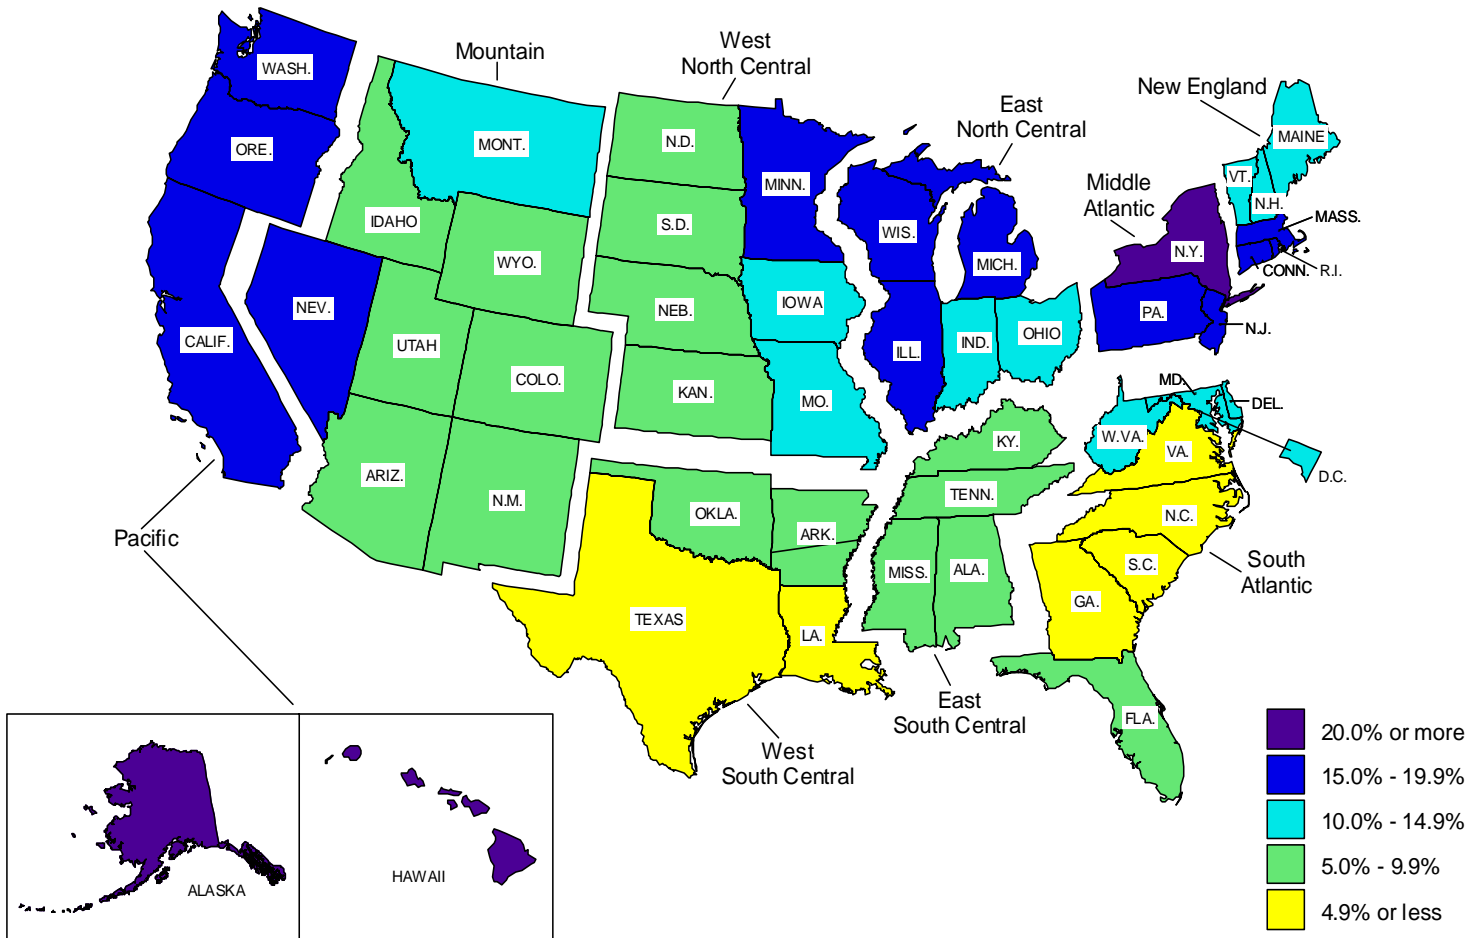 WASH.
Mountain
West
North Central
New England
East
North Central
MAINE
MONT.
N.D.
ORE.
MINN.
VT.
N.H.
Middle
Atlantic
MASS.
IDAHO
S.D.
WIS.
N.Y.
WYO.
MICH.
CONN.
R.I.
NEV.
NEB.
IOWA
PA.
N.J.
CALIF.
UTAH
ILL.
IND.
OHIO
COLO.
KAN.
MO.
MD.
DEL.
KY.
W.VA.
VA.
ARIZ.
D.C.
N.M.
TENN.
OKLA.
N.C.
Pacific
ARK.
MISS.
ALA.
S.C.
South
Atlantic
GA.
TEXAS
LA.
East
South Central
FLA.
West
South Central
ALASKA
HAWAII
20.0% or more
15.0% - 19.9%
10.0% - 14.9%
5.0% - 9.9%
4.9% or less